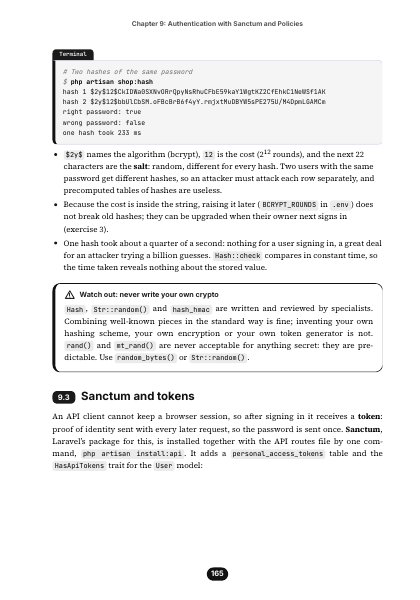 Chapter 9: Authentication with Sanctum and Policies
Terminal
# Two hashes of the same password
$ php artisan shop:hash
hash 1 $2y$12$CkIDWa0SXNvORrQpyNsRhuCFbE59kaY1WgtKZ2CfEhkC1NeWSf1AK
hash 2 $2y$12$bbUlCbSM.oFBcBrB6f4yY.rmjxtMuDBYW5sPE275U/M4DpmLGAMCm
right password: true
wrong password: false
one hash took 233 ms
• $2y$ names the algorithm (bcrypt), 12 is the cost (2¹² rounds), and the next 22
characters are the salt: random, different for every hash. Two users with the same
password get different hashes, so an attacker must attack each row separately, and
precomputed tables of hashes are useless.
• Because the cost is inside the string, raising it later (BCRYPT_ROUNDS in .env) does
not break old hashes; they can be upgraded when their owner next signs in
(exercise 3).
• One hash took about a quarter of a second: nothing for a user signing in, a great deal
for an attacker trying a billion guesses. Hash::check compares in constant time, so
the time taken reveals nothing about the stored value.
Watch out: never write your own crypto
Hash, Str::random() and hash_hmac are written and reviewed by specialists.
Combining well-known pieces in the standard way is fine; inventing your own
hashing scheme, your own encryption or your own token generator is not.
rand() and mt_rand() are never acceptable for anything secret: they are pre-
dictable. Use random_bytes() or Str::random().
9.3 Sanctum and tokens
An API client cannot keep a browser session, so after signing in it receives a token:
proof of identity sent with every later request, so the password is sent once. Sanctum,
Laravel's package for this, is installed together with the API routes file by one com-
mand, php artisan install:api. It adds a personal_access_tokens table and the
HasApiTokens trait for the User model:
165